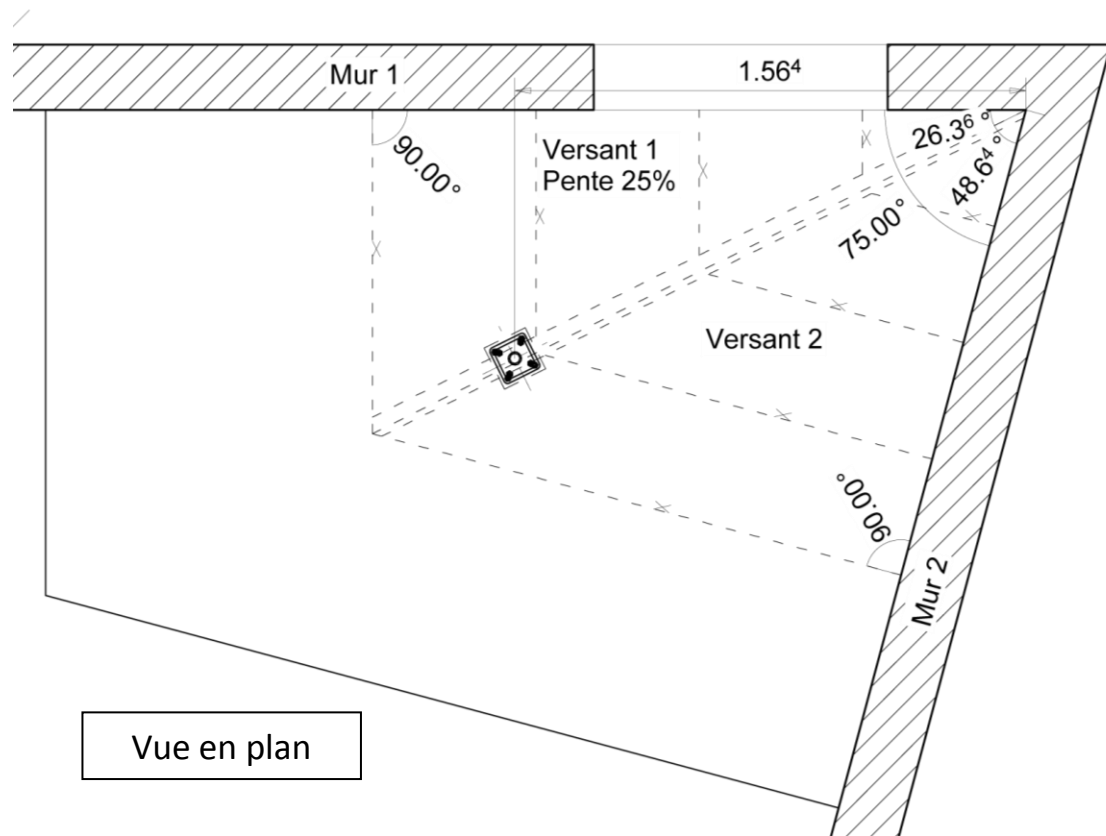 Mur 1
1.56⁴
26.3⁶ °
48.6⁴ °
75.00°
90.00°
Versant 1
Pente 25%
Versant 2
90.00°
Mur 2
Vue en plan